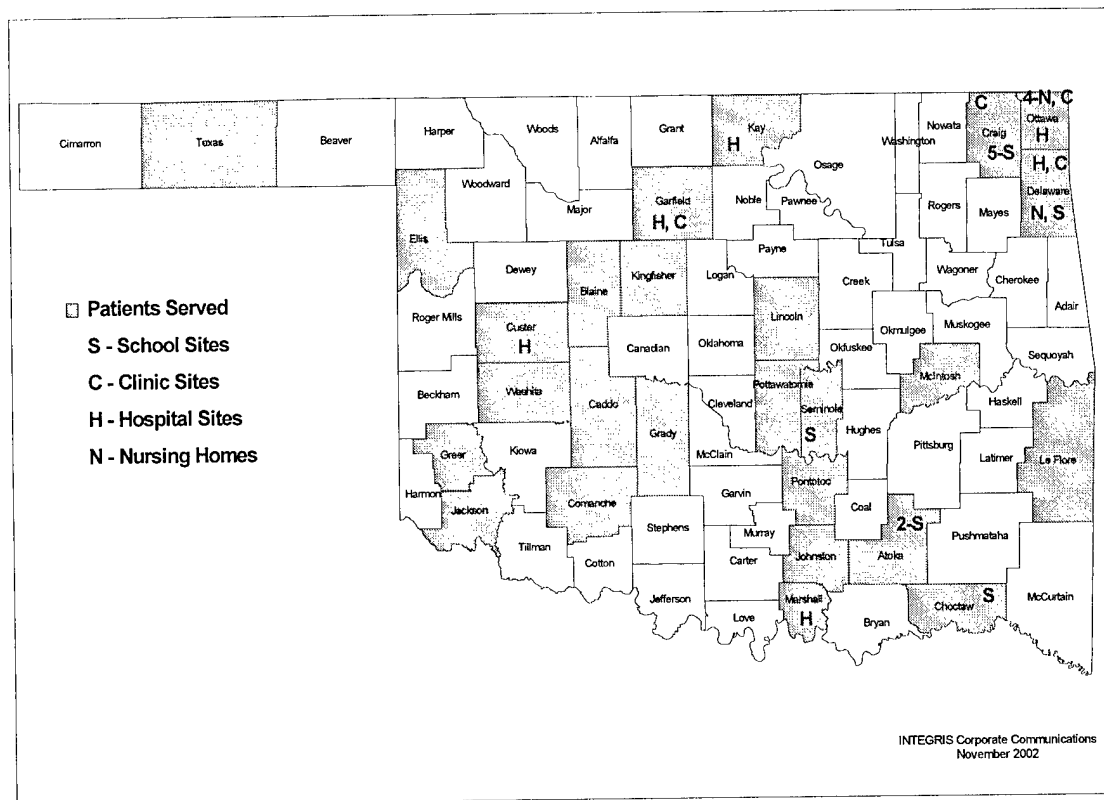 4-N, C
C
Kay
Ottawa
Harper
Woods
Grant
Nowata
Craig
H
Cimarron
Texas
Beaver
Alfalfa
H
Washington
5-S
Osage
H, C
Woodward
Delaware
Garfield
Noble
Pawnee
Rogers
Mayes
N, S
Major
H, C
Ellis
Tulsa
Payne
Dewey
Kingfisher
Logan
Wagoner
Blaine
Creek
Cherokee
Lincoln
Adair
Patients Served
Roger Mills
Custer
Okmulgee
Muskogee
S - School Sites
H
Canadian
Oklahoma
Okfuskee
Sequoyah
C - Clinic Sites
McIntosh
Beckham
Washita
Caddo
Cleveland
Pottawatomie
Seminole
Haskell
H - Hospital Sites
Grady
S
Hughes
Pittsburg
N - Nursing Homes
Greer
Kiowa
McClain
Latimer
Le Flore
Pontotoc
Harmon
Jackson
Comanche
Garvin
Coal
Stephens
2-S
Murray
Pushmataha
Tillman
Cotton
Carter
Johnston
Atoka
Jefferson
Marshall
S
Choctaw
McCurtain
Love
H
Bryan
INTEGRIS Corporate Communications
November 2002